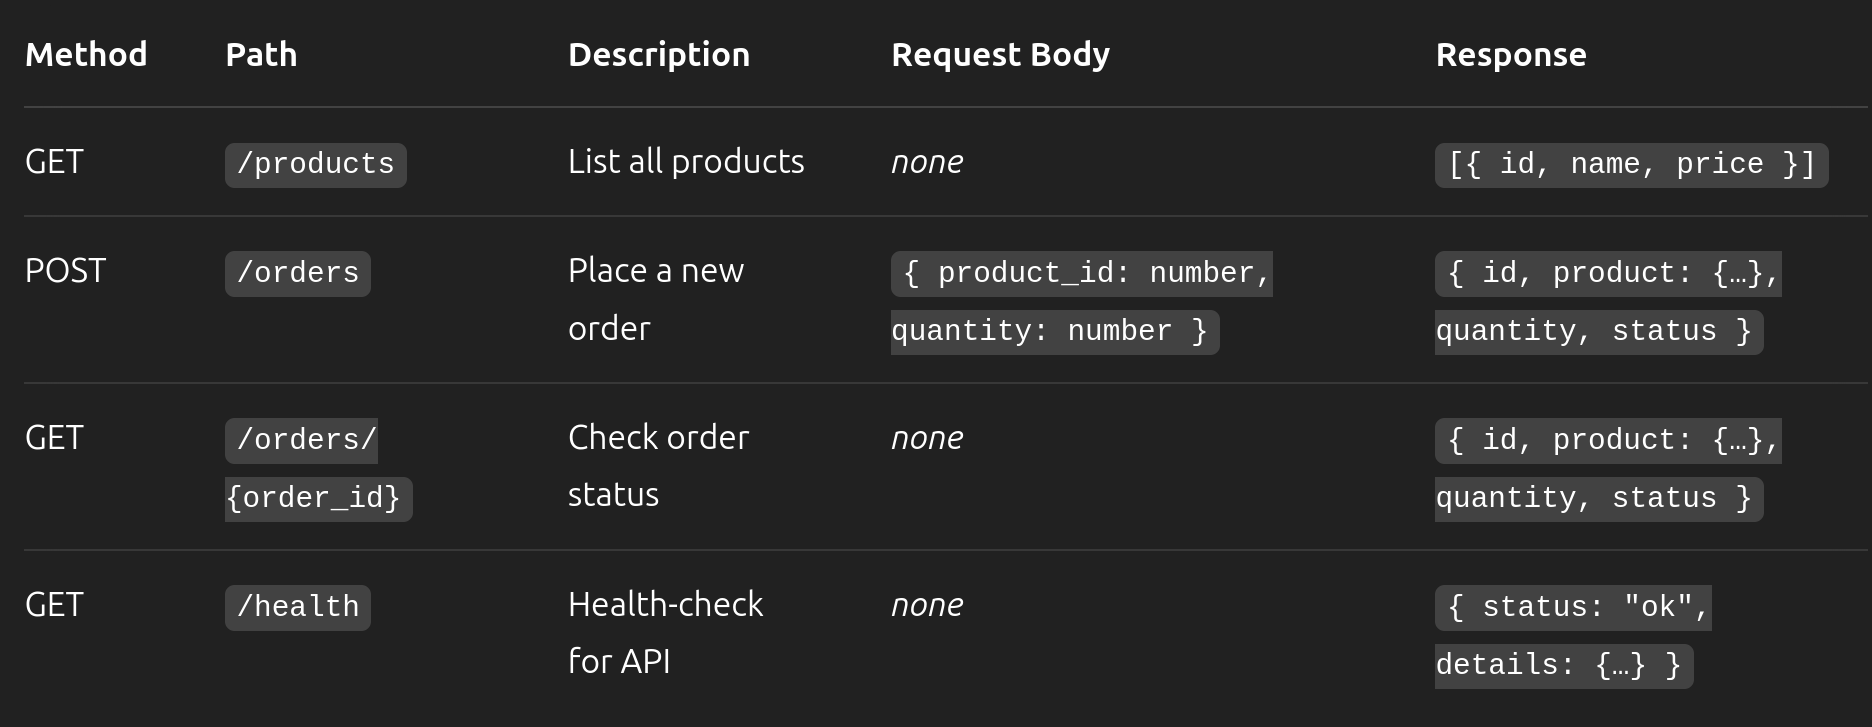 Method Path Description Request Body Response
GET /products List all products none [{ id, name, price }]
POST /orders Place a new { product_id: number, { id, product: {…},
order quantity: number } quantity, status }
GET /orders/ Check order none { id, product: {…},
{order_id} status quantity, status }
GET /health Health-check none { status: "ok",
for API details: {…} }